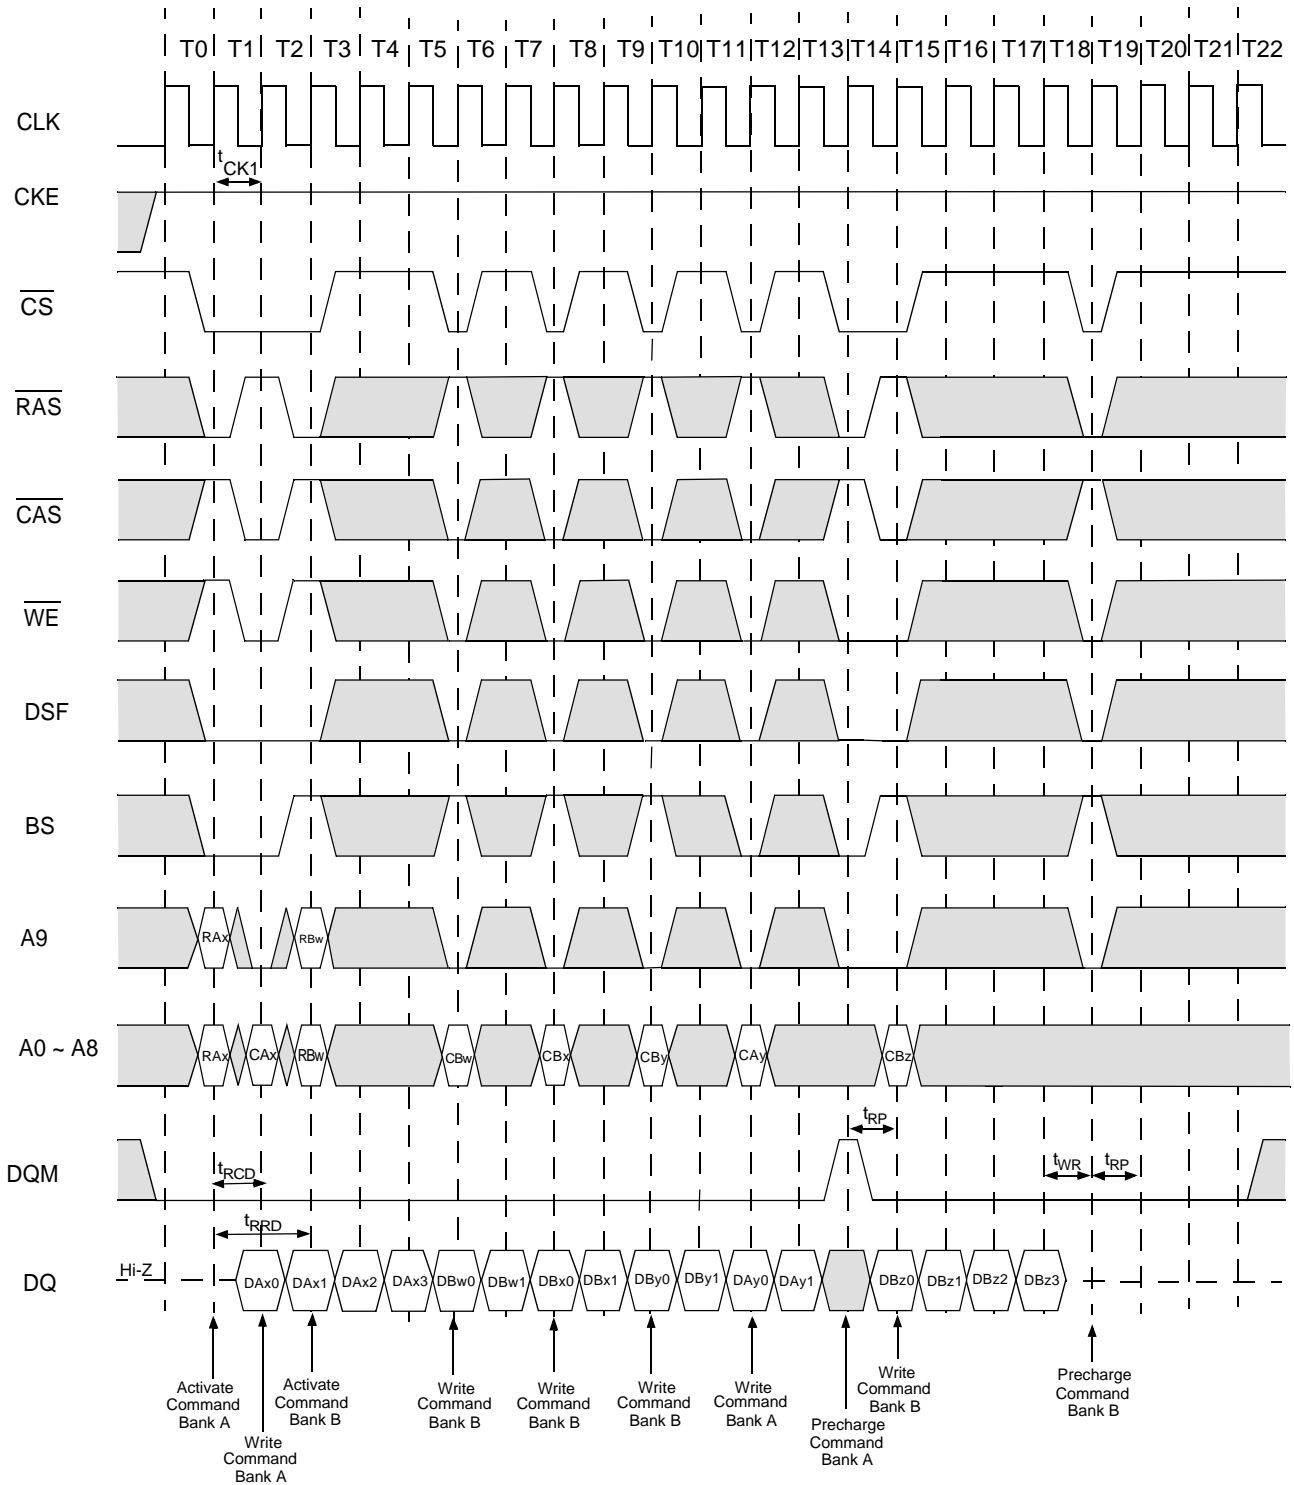 T0 T1 T2 T3 T4 T5 T6 T7 T8 T9 T10 T11 T12 T13 T14 T15 T16 T17 T18 T19 T20 T21 T22
CLK
tCK1
CKE
CS
RAS
CAS
WE
DSF
BS
A9
RAx RBw
A0 ~ A8
RAx CAx RBw CBw CBx CBy CAy CBz
tRP
DQM
tRCD
tWR tRP
tRRD
DQ
Hi-Z
DAx0 DAx1 DAx2 DAx3 DBw0 DBw1 DBx0 DBx1 DBy0 DBy1 DAy0 DAy1 DBz0 DBz1 DBz2 DBz3
Activate
Command
Bank A
Write
Command
Bank A
Activate
Command
Bank B
Write
Command
Bank B
Write
Command
Bank B
Write
Command
Bank B
Write
Command
Bank A
Precharge
Command
Bank A
Write
Command
Bank B
Precharge
Command
Bank B